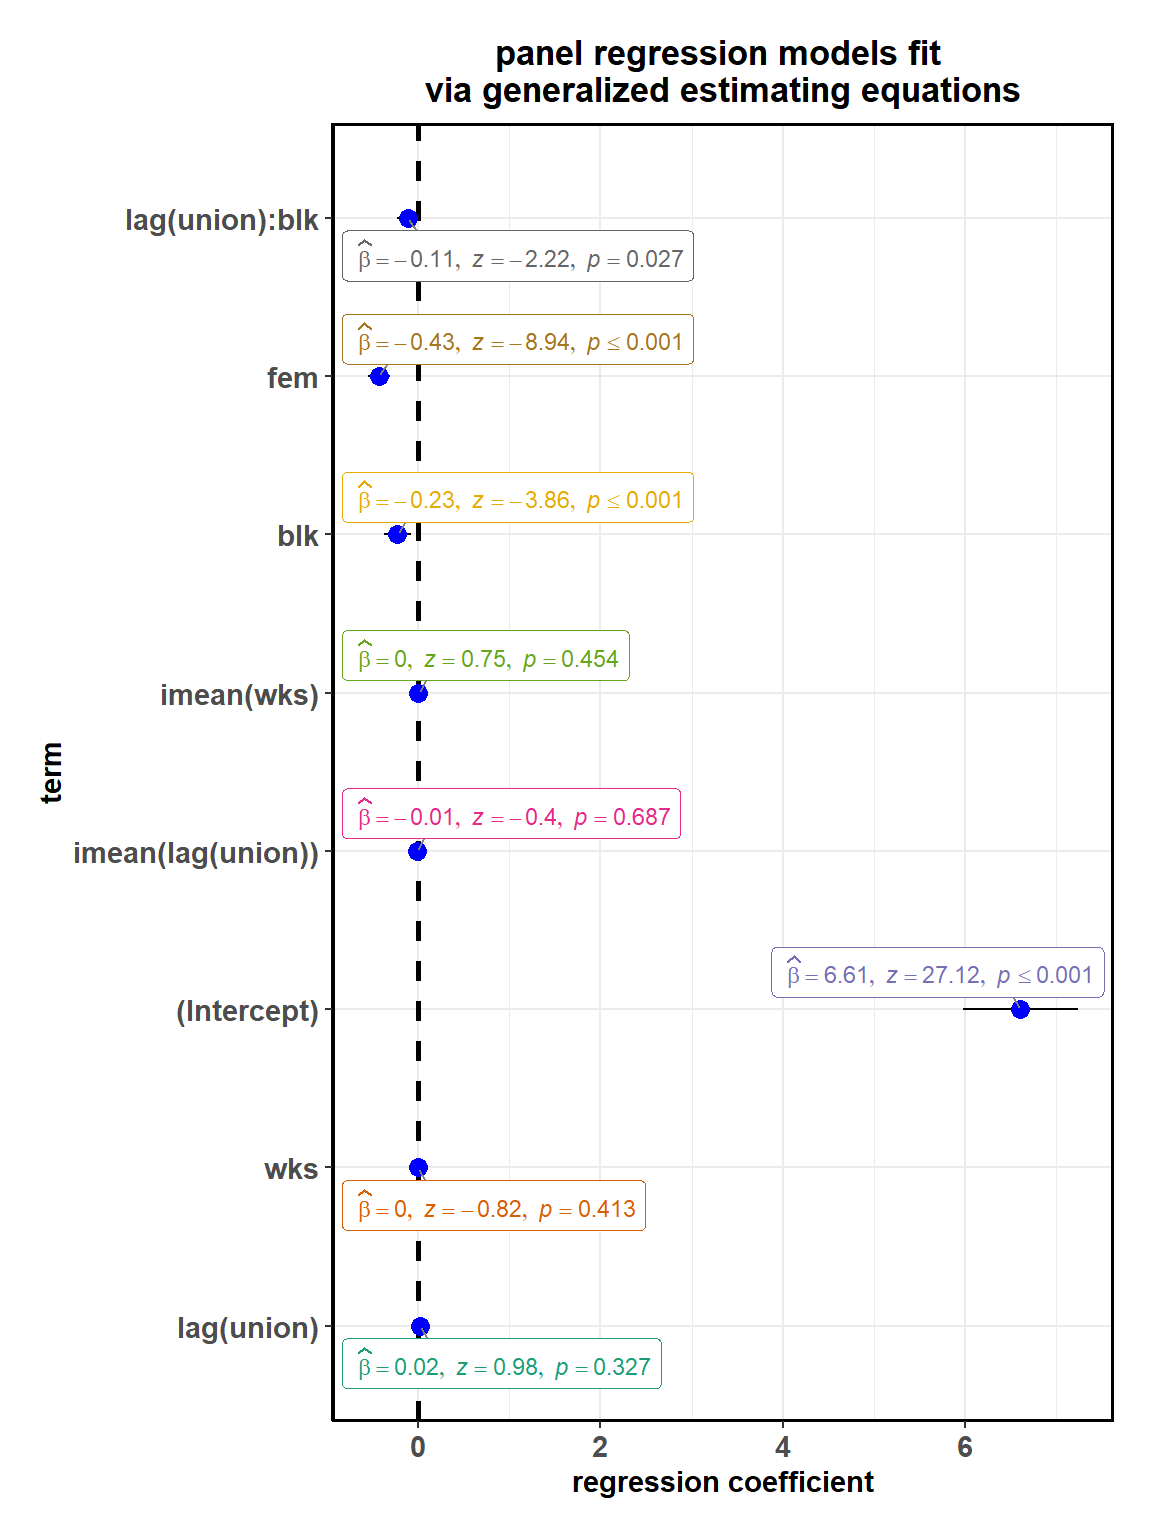 panel regression models fit
via generalized estimating equations
lag(union):blk
β̂ = −0.11, z = −2.22, p = 0.027
β̂ = −0.43, z = −8.94, p ≤ 0.001
fem
β̂ = −0.23, z = −3.86, p ≤ 0.001
blk
β̂ = 0, z = 0.75, p = 0.454
imean(wks)
term
β̂ = −0.01, z = −0.4, p = 0.687
imean(lag(union))
β̂ = 6.61, z = 27.12, p ≤ 0.001
(Intercept)
wks
β̂ = 0, z = −0.82, p = 0.413
lag(union)
β̂ = 0.02, z = 0.98, p = 0.327
0 2 4 6
regression coefficient